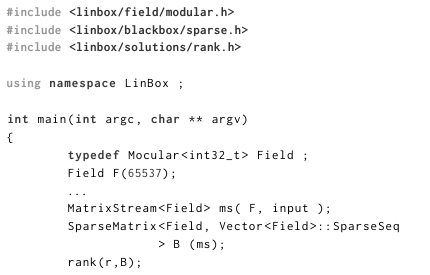 #include <linbox/field/modular.h>
#include <linbox/blackbox/sparse.h>
#include <linbox/solutions/rank.h>
using namespace LinBox ;
int main(int argc, char ** argv)
{
typedef Mocular<int32_t> Field ;
Field F(65537);
...
MatrixStream<Field> ms( F, input );
SparseMatrix<Field, Vector<Field>::SparseSeq
> B (ms);
rank(r,B);